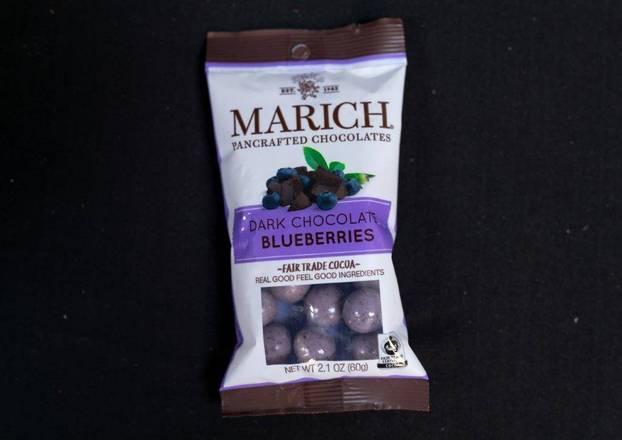 EST. 1983
MARICH®
PANCRAFTED CHOCOLATES
DARK CHOCOLATE
BLUEBERRIES
-FAIR TRADE COCOA-
REAL GOOD FEEL GOOD INGREDIENTS
NET WT 2.1 OZ (60g)